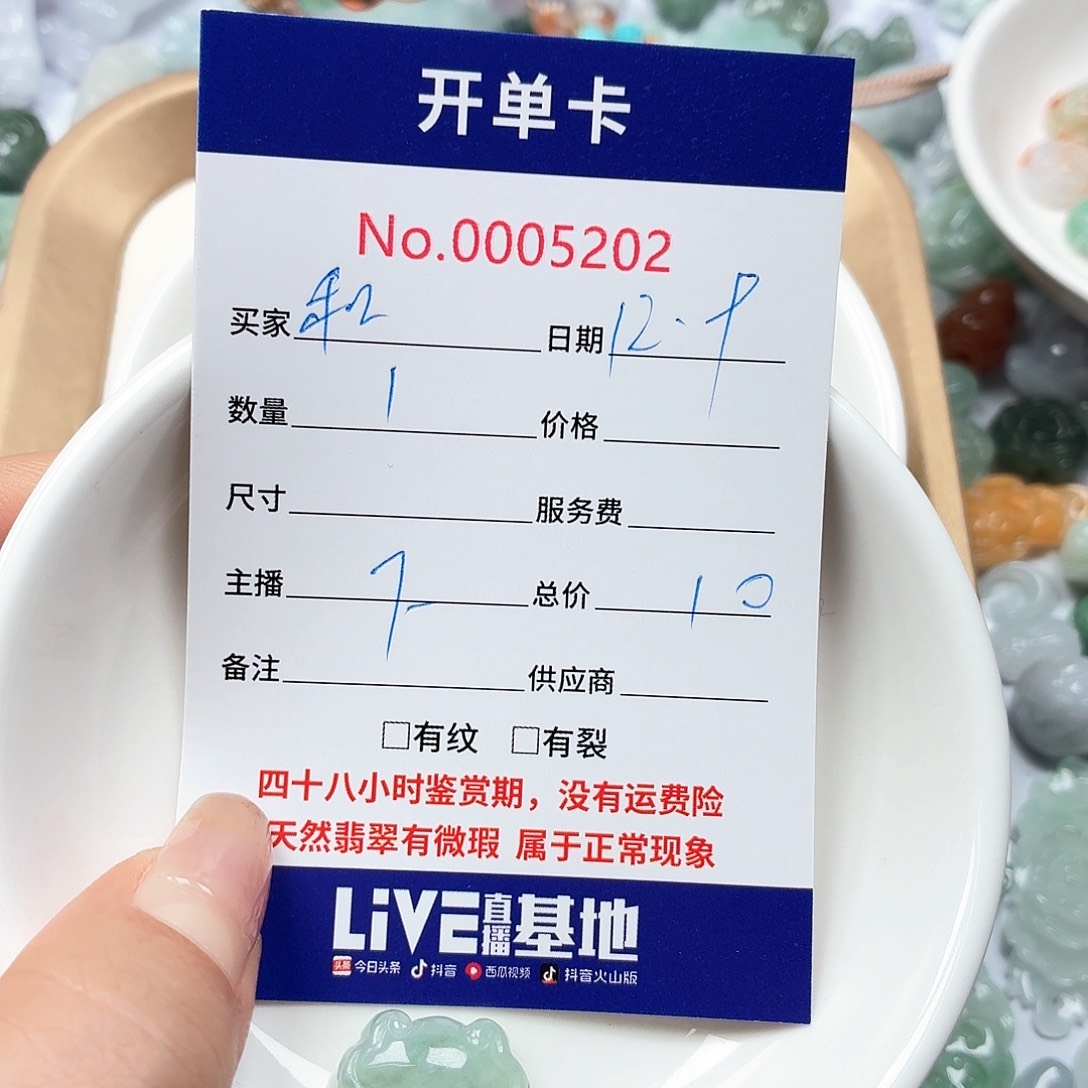 开单卡
No.0005202
买家 日期 12.9
数量 1 价格
尺寸 服务费
主播 总价 10
备注 供应商
□有纹 □有裂
四十八小时鉴赏期，没有运费险
天然翡翠有微瑕 属于正常现象
LiVE直播基地
头条 今日头条 抖音 西瓜视频 抖音火山版